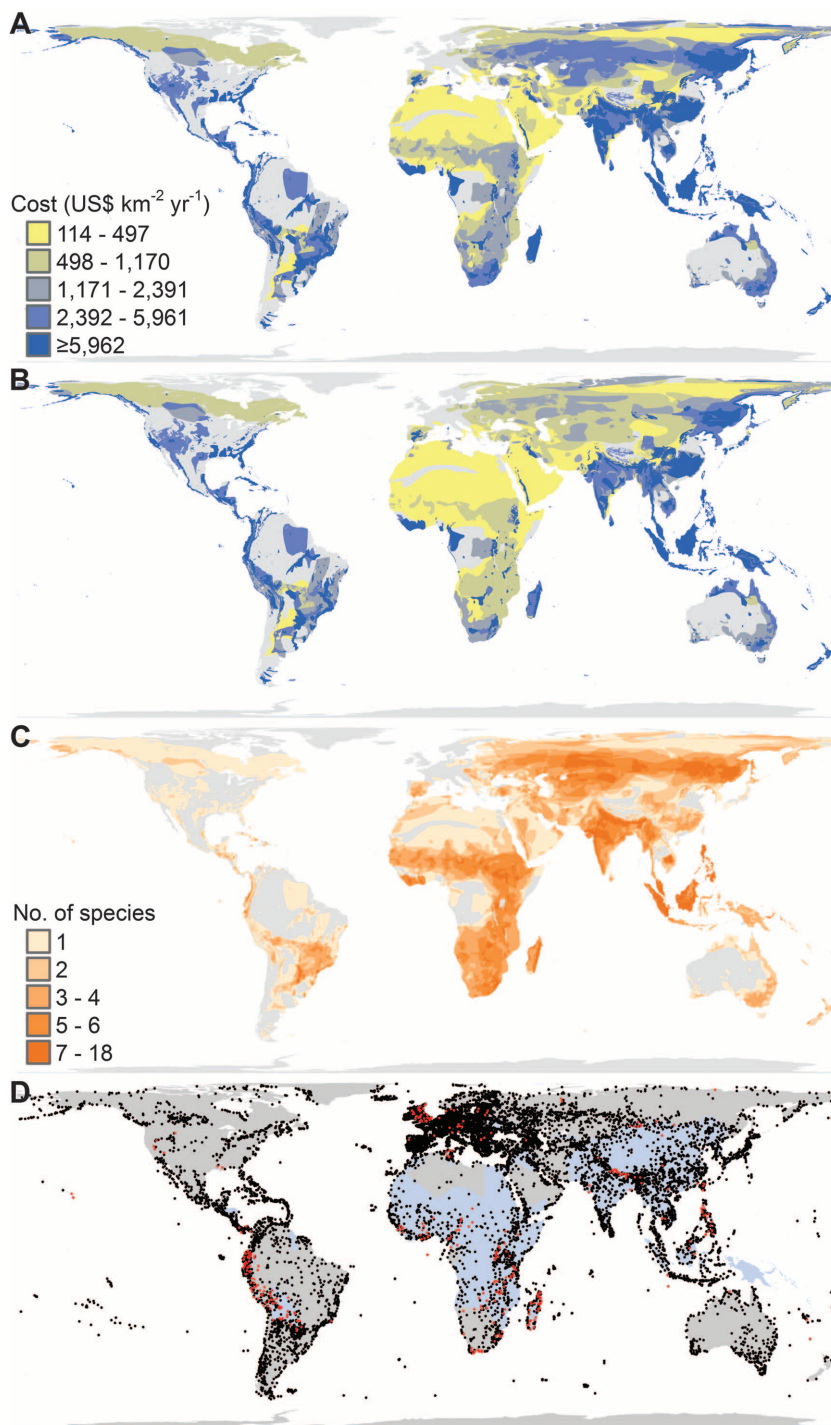 A
Cost (US$ km-2 yr-1)
114 - 497
498 - 1,170
1,171 - 2,391
2,392 - 5,961
≥5,962
B
C
No. of species
1
2
3 - 4
5 - 6
7 - 18
D